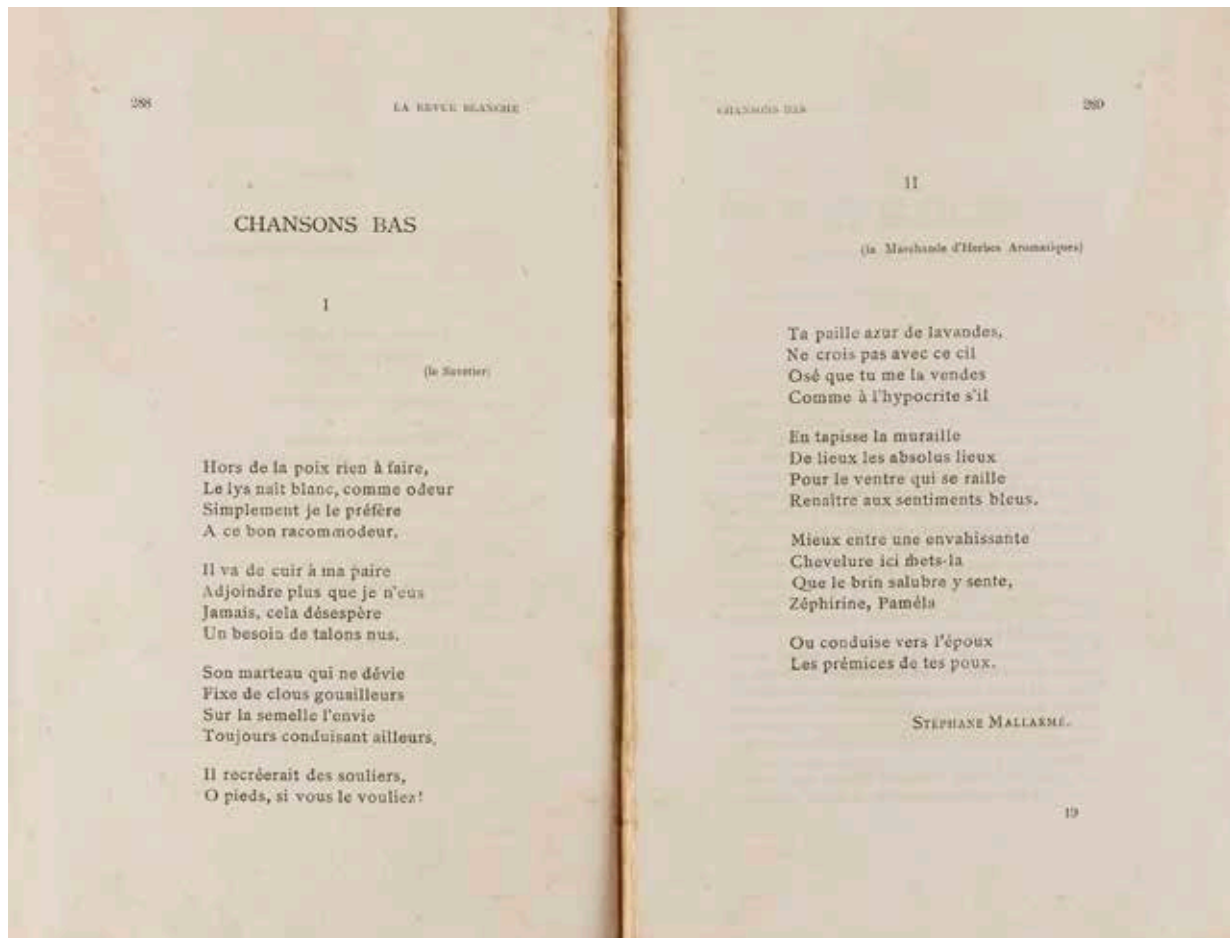 288
LA REVUE BLANCHE
CHANSONS BAS
I
(le Savetier)
Hors de la poix rien à faire,
Le lys naît blanc, comme odeur
Simplement je le préfère
A ce bon racommodeur.
Il va de cuir à ma paire
Adjoindre plus que je n'eus
Jamais, cela désespère
Un besoin de talons nus.
Son marteau qui ne dévie
Fixe de clous gouailleurs
Sur la semelle l'envie
Toujours conduisant ailleurs.
Il recréerait des souliers,
O pieds, si vous le vouliez!
CHANSONS BAS
289
II
(la Marchande d'Herbes Aromatiques)
Ta paille azur de lavandes,
Ne crois pas avec ce cil
Osé que tu me la vendes
Comme à l'hypocrite s'il
En tapisse la muraille
De lieux les absolus lieux
Pour le ventre qui se raille
Renaître aux sentiments bleus.
Mieux entre une envahissante
Chevelure ici mets-la
Que le brin salubre y sente,
Zéphirine, Paméla
Ou conduise vers l'époux
Les prémices de tes poux.
STÉPHANE MALLARMÉ.
19